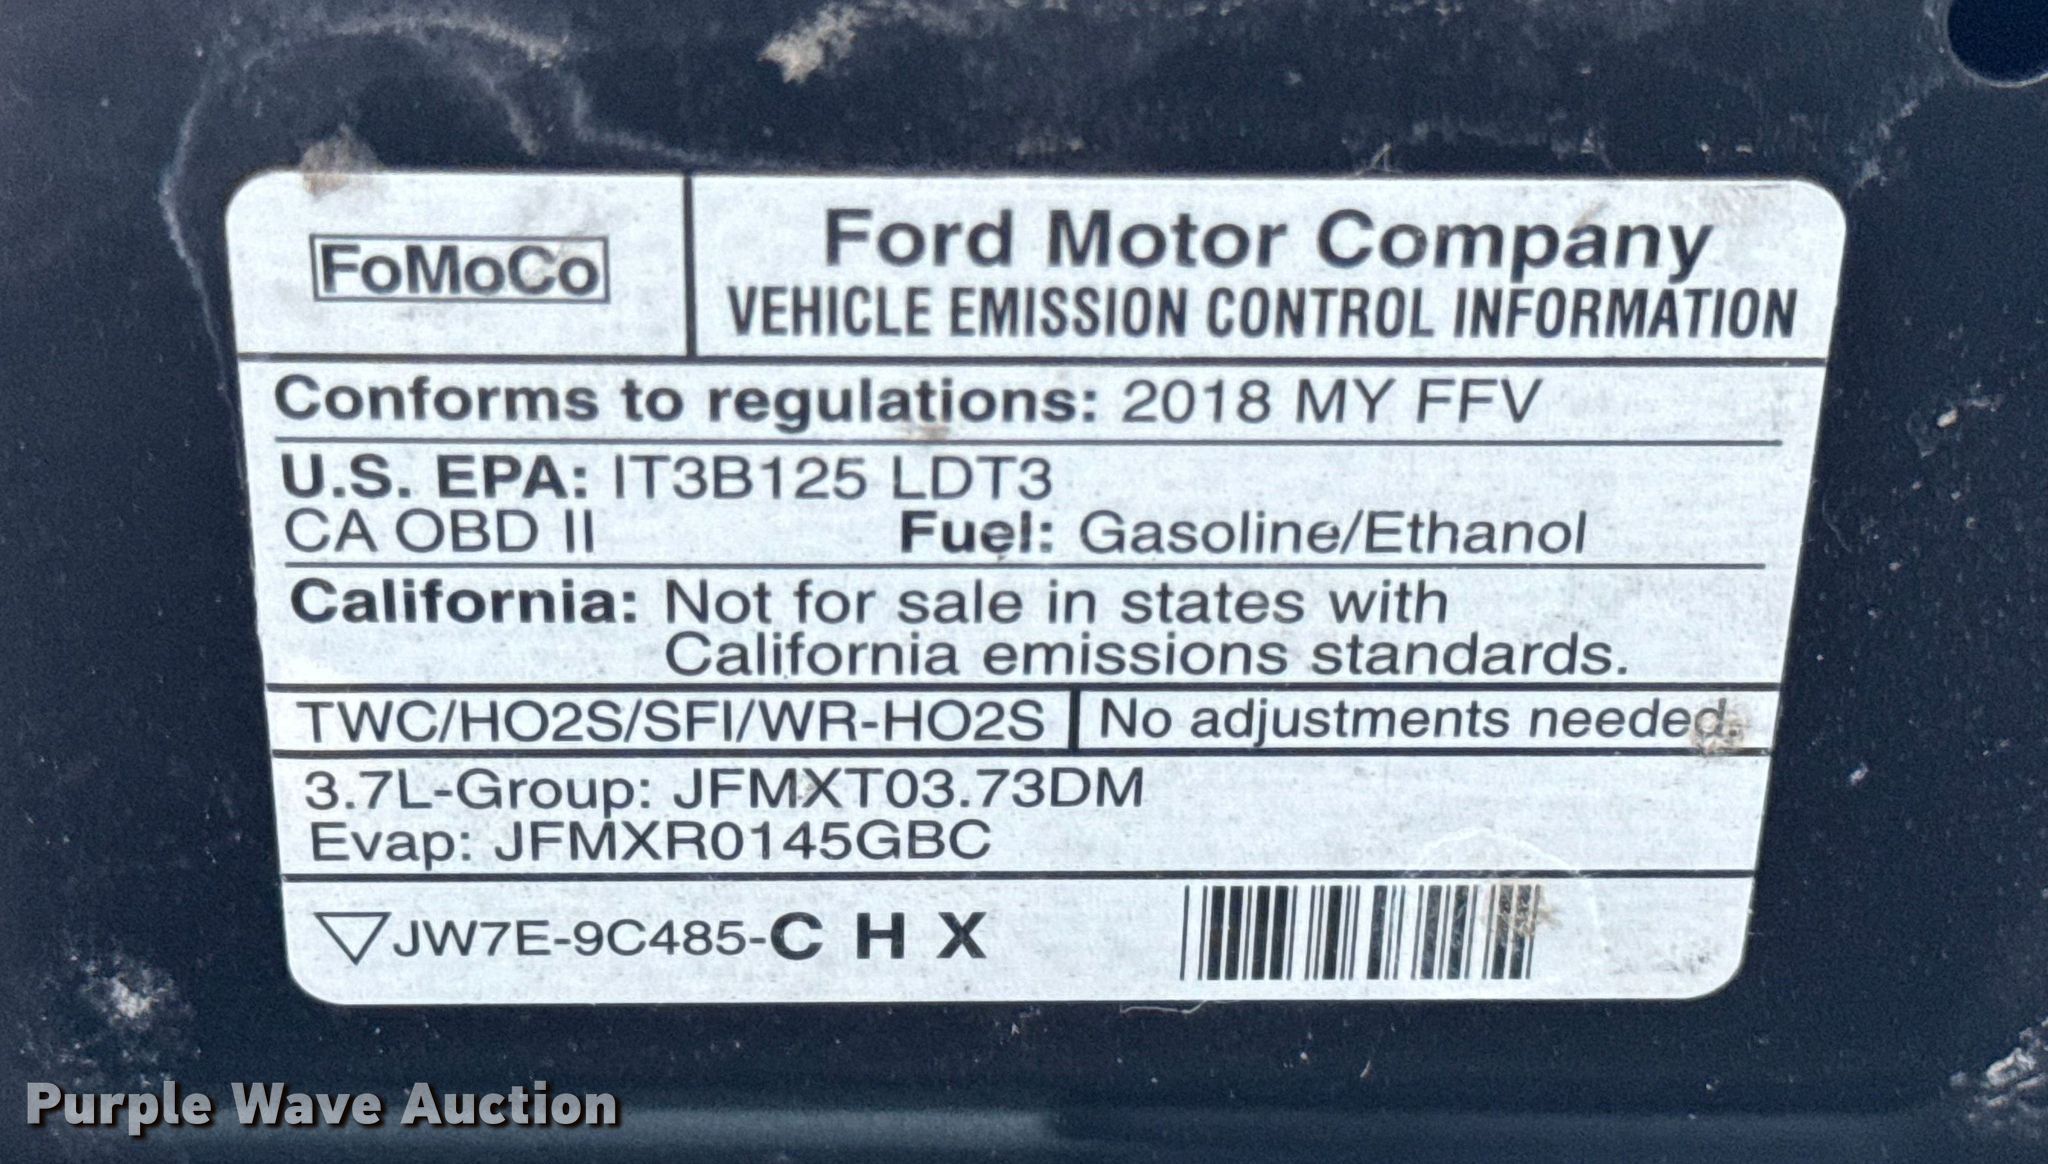 FoMoCo
Ford Motor Company
VEHICLE EMISSION CONTROL INFORMATION
Conforms to regulations: 2018 MY FFV
U.S. EPA: IT3B125 LDT3
CA OBD II Fuel: Gasoline/Ethanol
California: Not for sale in states with
California emissions standards.
TWC/HO2S/SFI/WR-HO2S No adjustments needed.
3.7L-Group: JFMXT03.73DM
Evap: JFMXR0145GBC
JW7E-9C485-C H X
Purple Wave Auction